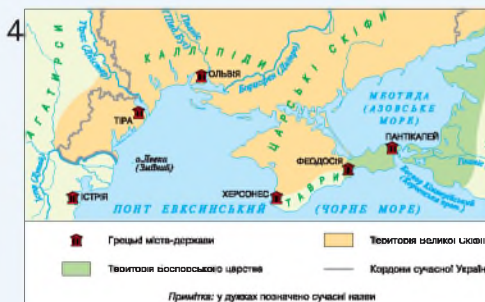 4
КАЛЛІПІДИ
ОЛЬВІЯ
ЦАРСЬКІ СКІФИ
АГАТИРСИ
ТІРА
МЕОТИДА
(АЗОВСЬКЕ
МОРЕ)
ПАНТІКАПЕЙ
о.Левка
(Зміїний)
ФЕОДОСІЯ
ТАВРИ
ІСТРІЯ
ХЕРСОНЕС
ПОНТ ЕВКСИНСЬКИЙ (ЧОРНЕ МОРЕ)
Грецькі міста-держави
Територія Великої Скіфії
Територія Боспорського царства
Кордони сучасної України
Примітка: у дужках позначено сучасні назви